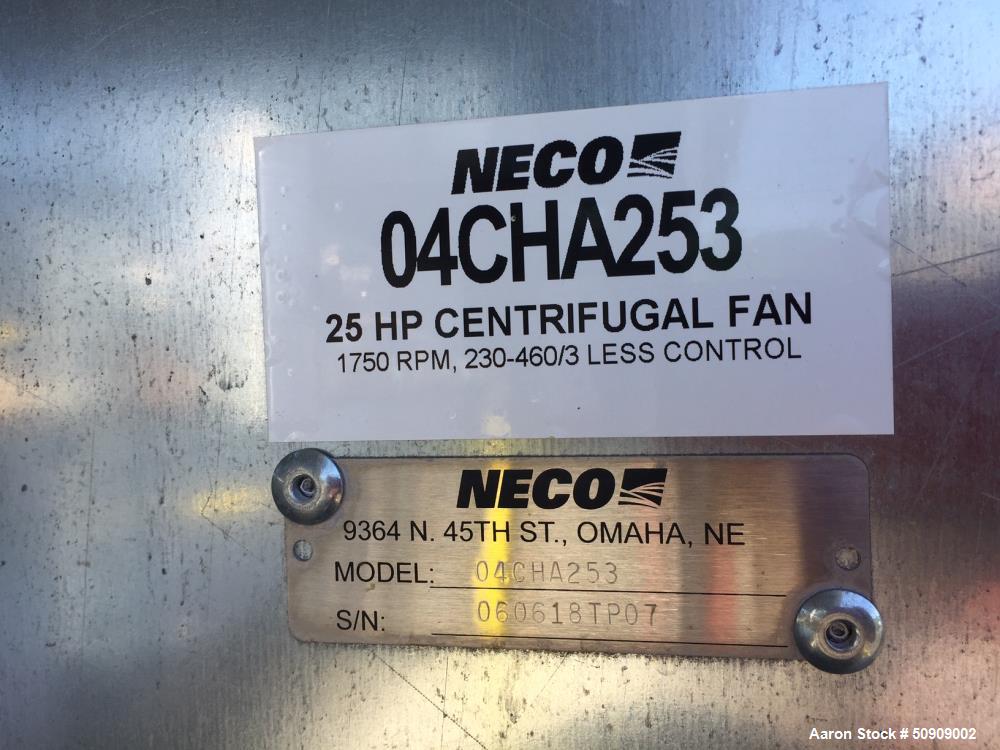 NECO
04CHA253
25 HP CENTRIFUGAL FAN
1750 RPM, 230-460/3 LESS CONTROL
NECO
9364 N. 45TH ST., OMAHA, NE
MODEL: 04CHA253
S/N: 060618TP07
Aaron Stock # 50909002